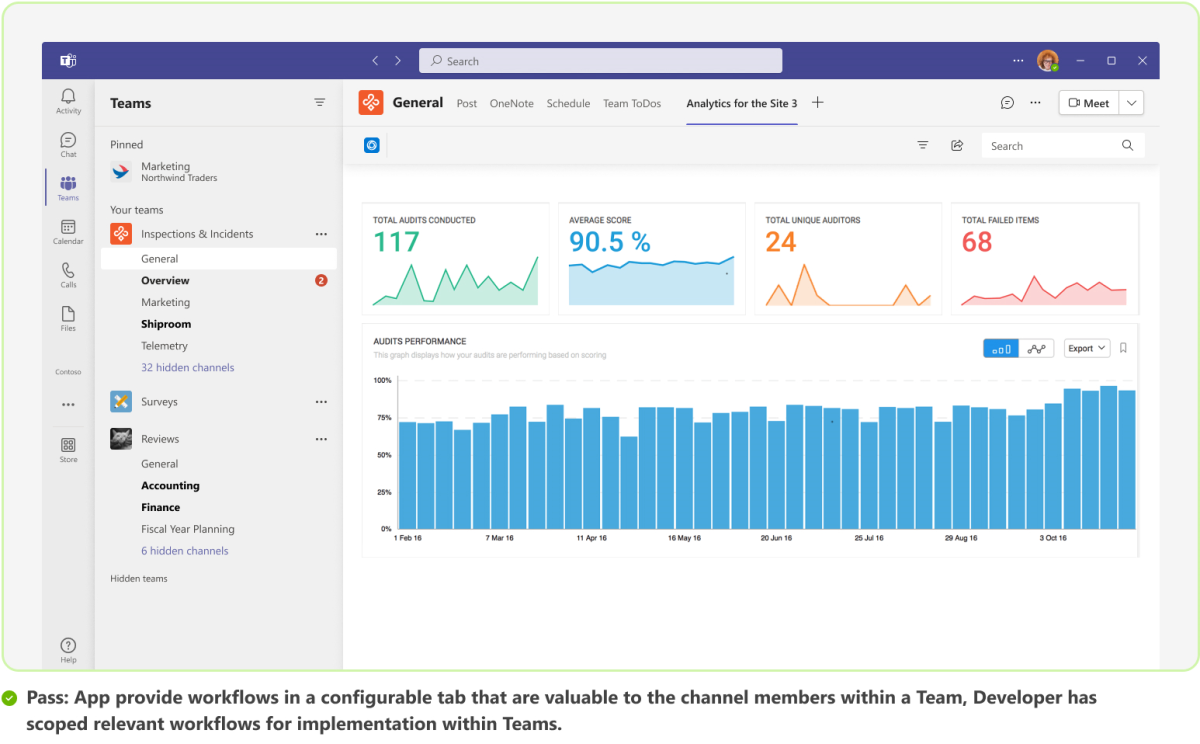 Search
Activity
Chat
Teams
Calendar
Calls
Files
Contoso
Store
Help
Teams
Pinned
Marketing
Northwind Traders
Your teams
Inspections & Incidents
General
Overview 2
Marketing
Shiproom
Telemetry
32 hidden channels
Surveys
Reviews
General
Accounting
Finance
Fiscal Year Planning
6 hidden channels
Hidden teams
General Post OneNote Schedule Team ToDos Analytics for the Site 3 Meet
Search
TOTAL AUDITS CONDUCTED
117
AVERAGE SCORE
90.5 %
TOTAL UNIQUE AUDITORS
24
TOTAL FAILED ITEMS
68
AUDITS PERFORMANCE
This graph displays how your audits are performing based on scoring
Export
100%
75%
50%
25%
0%
1 Feb 16 7 Mar 16 11 Apr 16 16 May 16 20 Jun 16 25 Jul 16 29 Aug 16 3 Oct 16
Pass: App provide workflows in a configurable tab that are valuable to the channel members within a Team, Developer has
scoped relevant workflows for implementation within Teams.